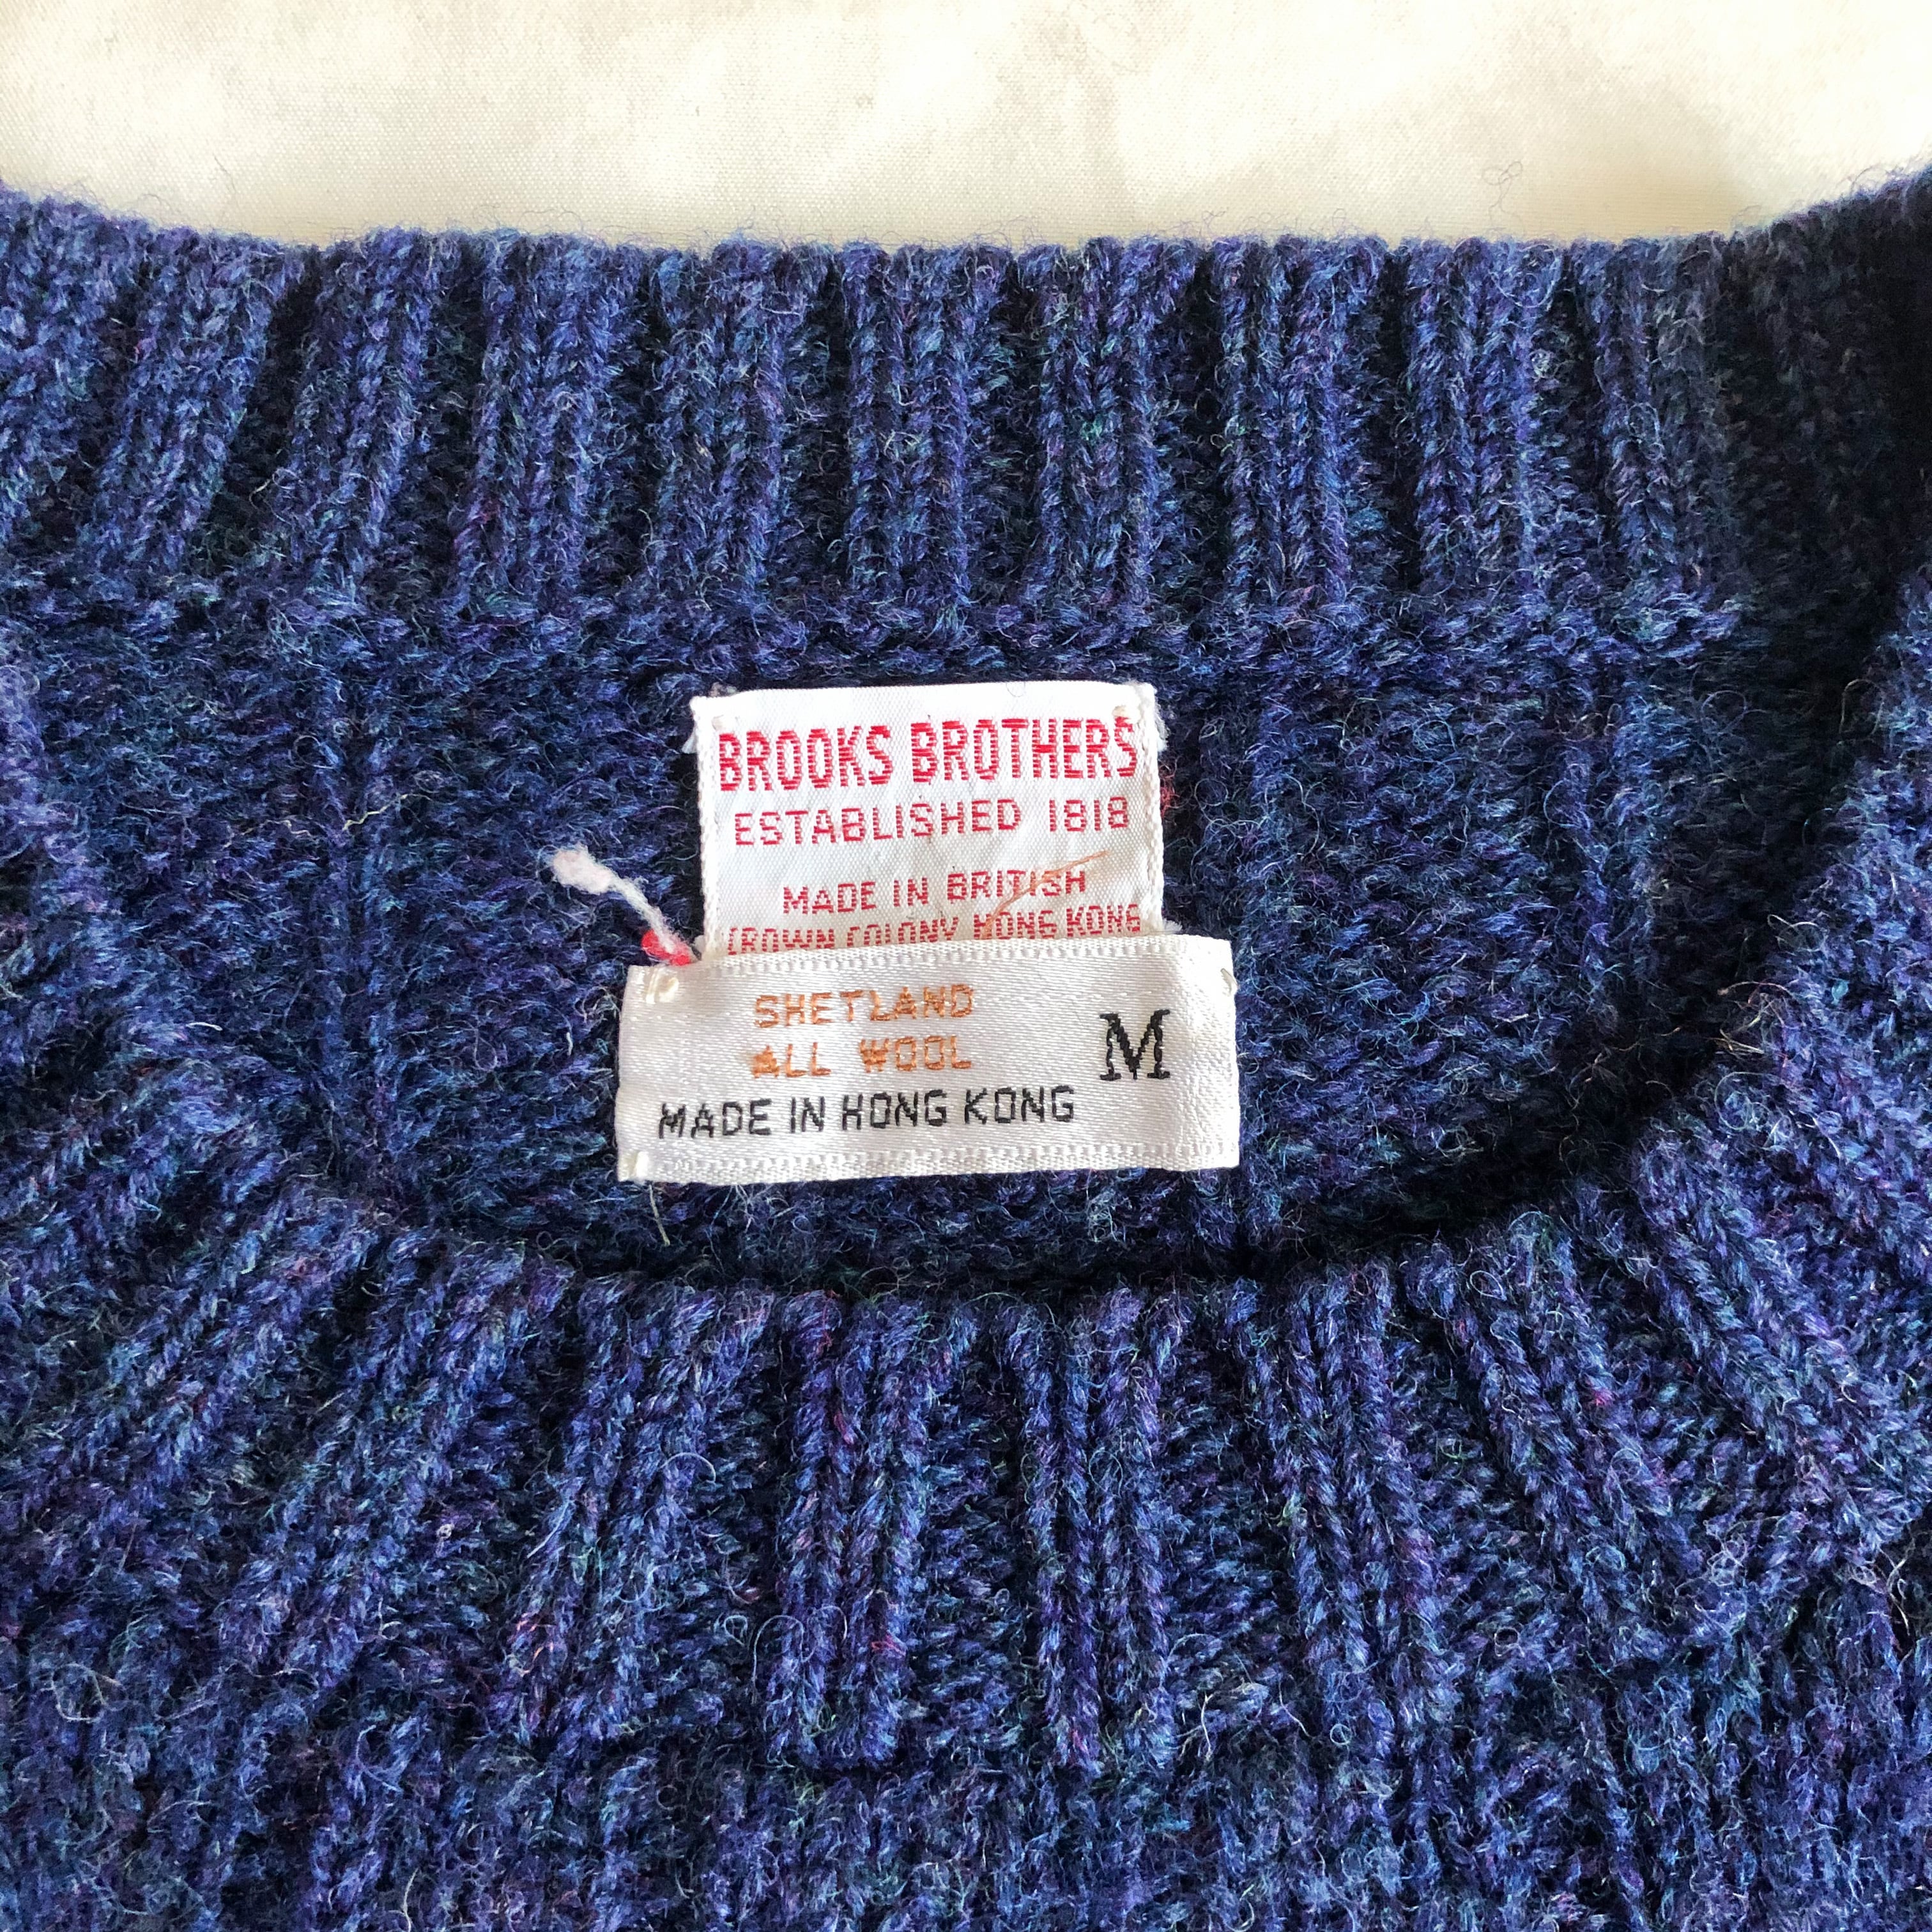 BROOKS BROTHERS
ESTABLISHED 1818
MADE IN BRITISH
CROWN COLONY HONG KONG
SHETLAND
ALL WOOL
M
MADE IN HONG KONG